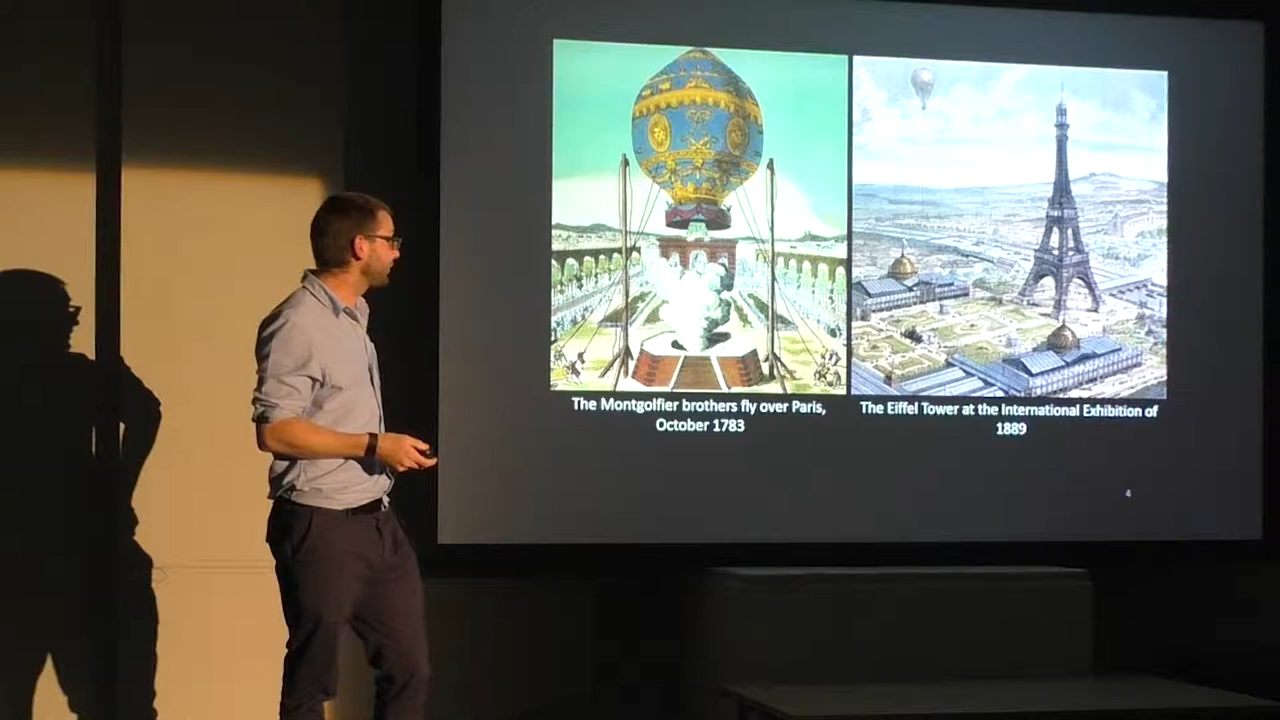 The Montgolfier brothers fly over Paris,
October 1783
The Eiffel Tower at the International Exhibition of
1889
4